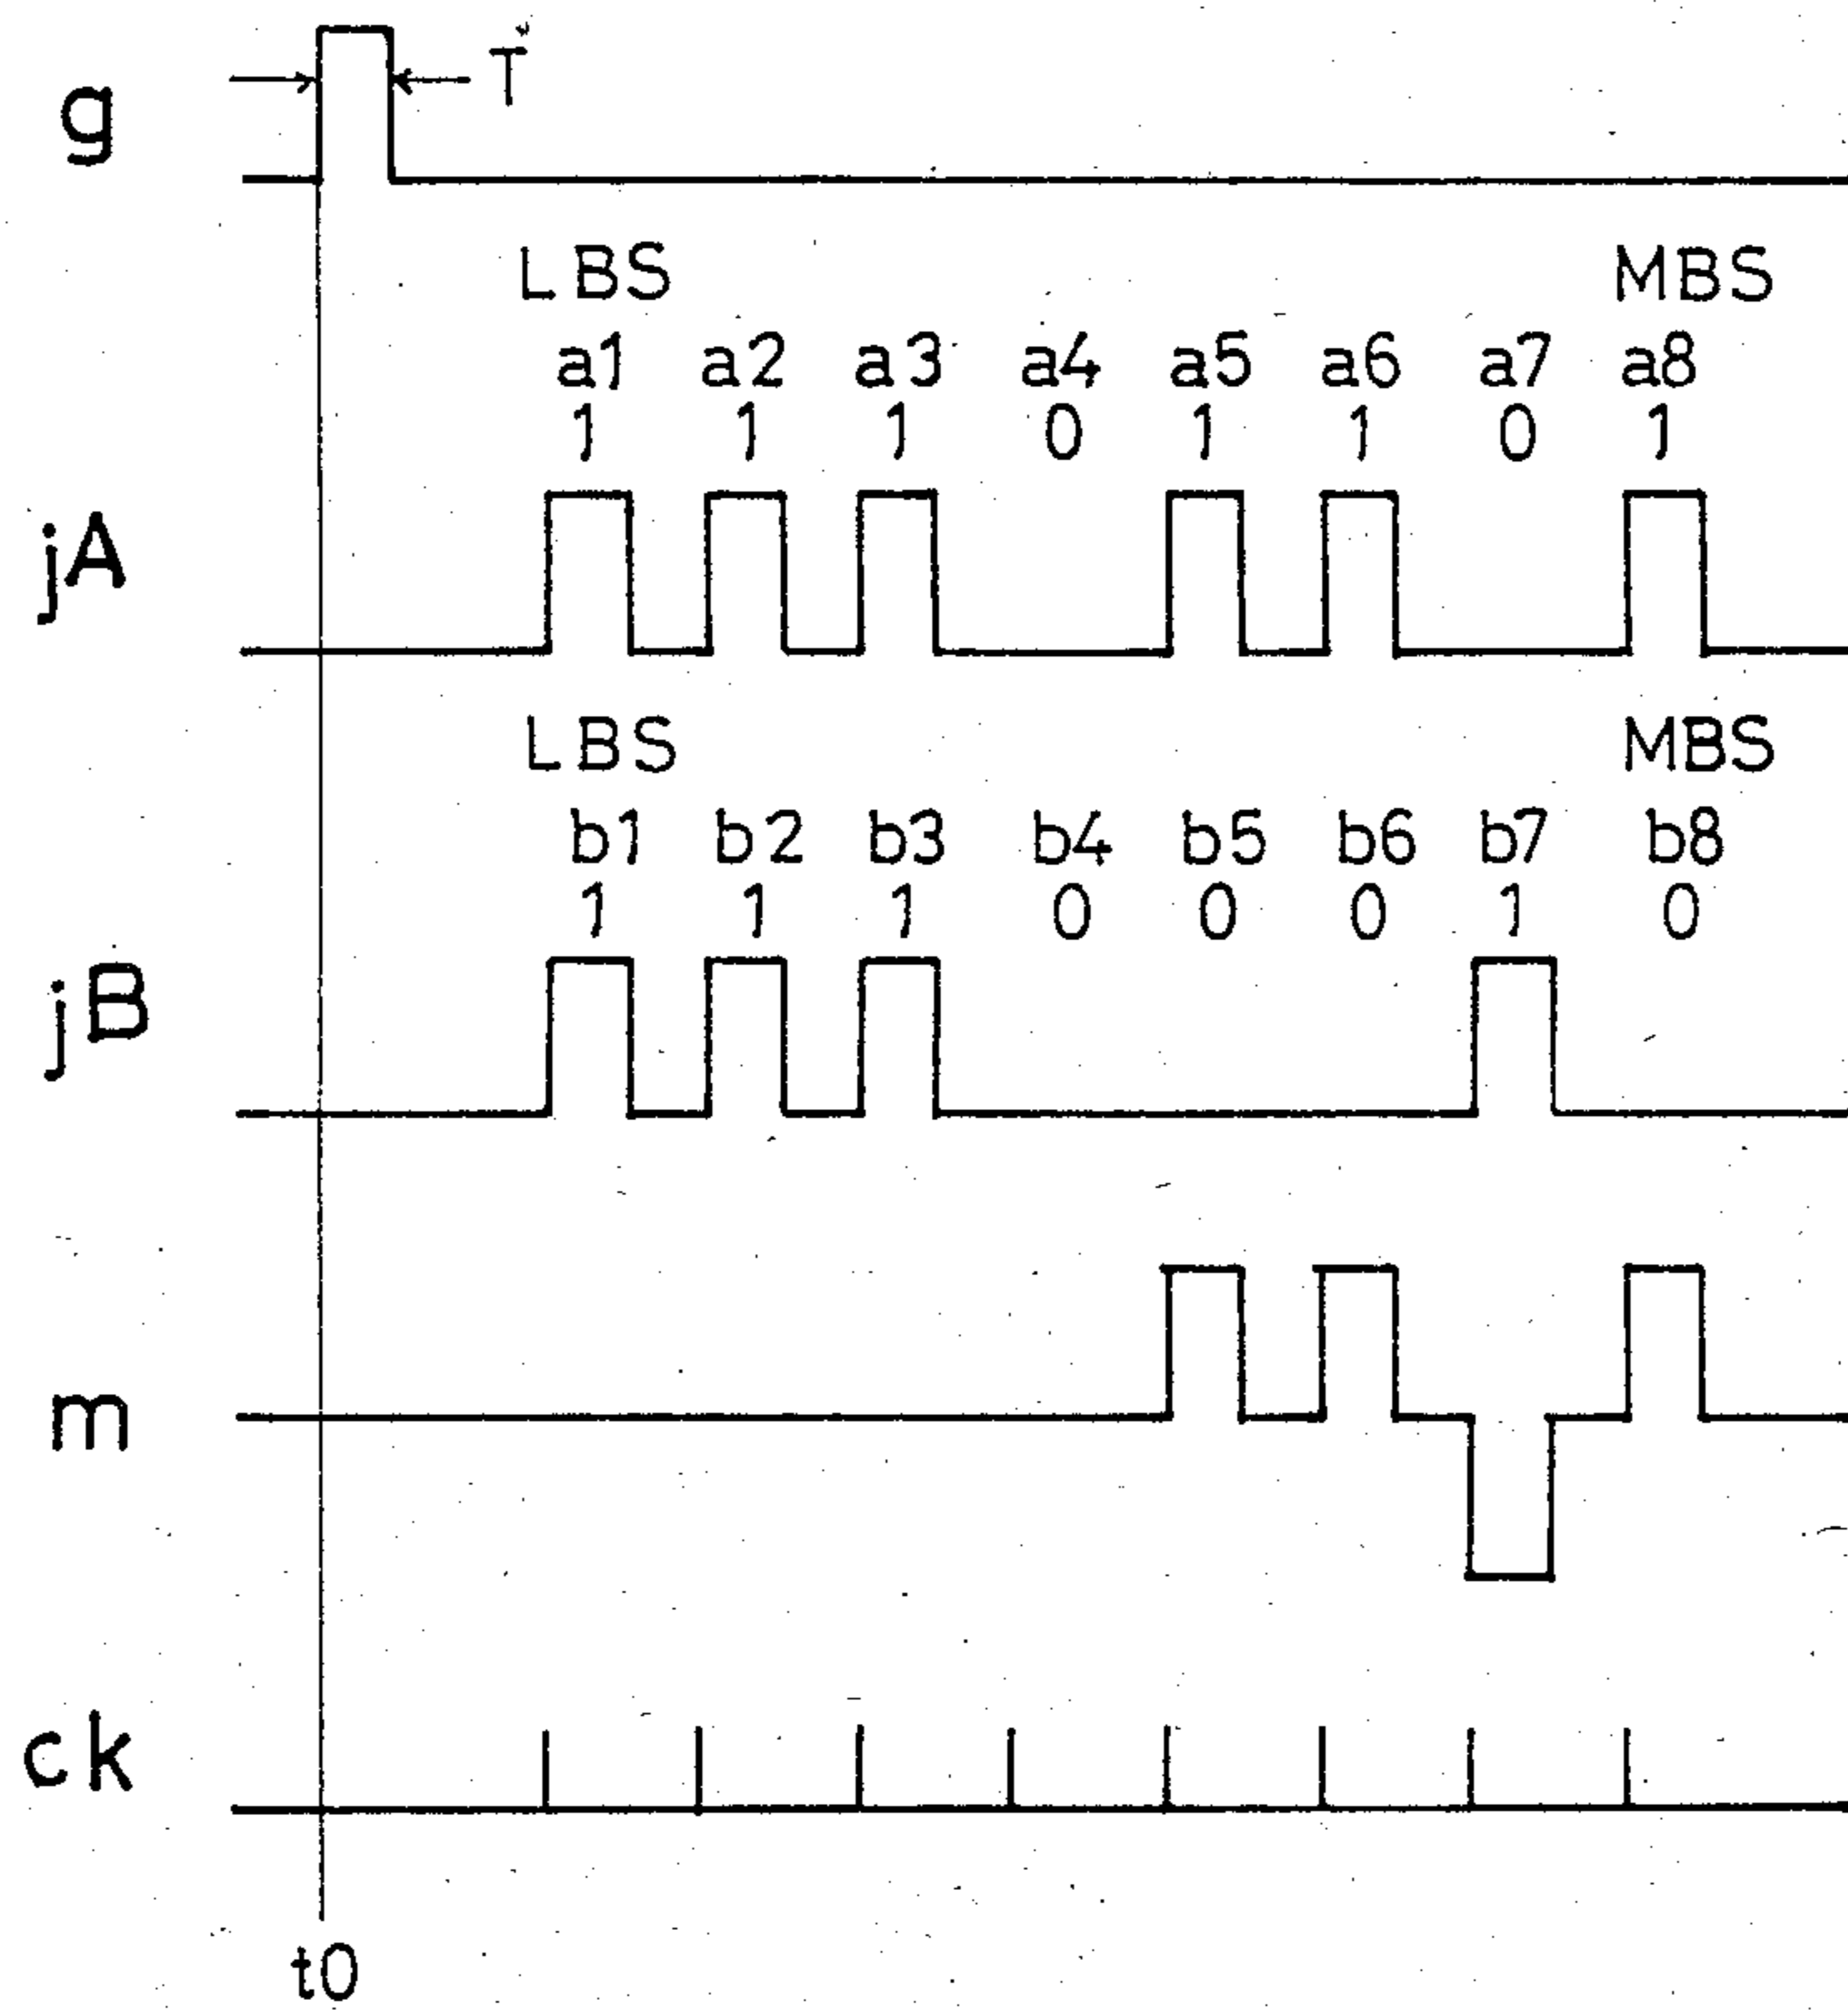 g
T
LBS MBS
a1 a2 a3 a4 a5 a6 a7 a8
1 1 1 0 1 1 0 1
jA
LBS MBS
b1 b2 b3 b4 b5 b6 b7 b8
1 1 1 0 0 0 1 0
jB
m
ck
t0